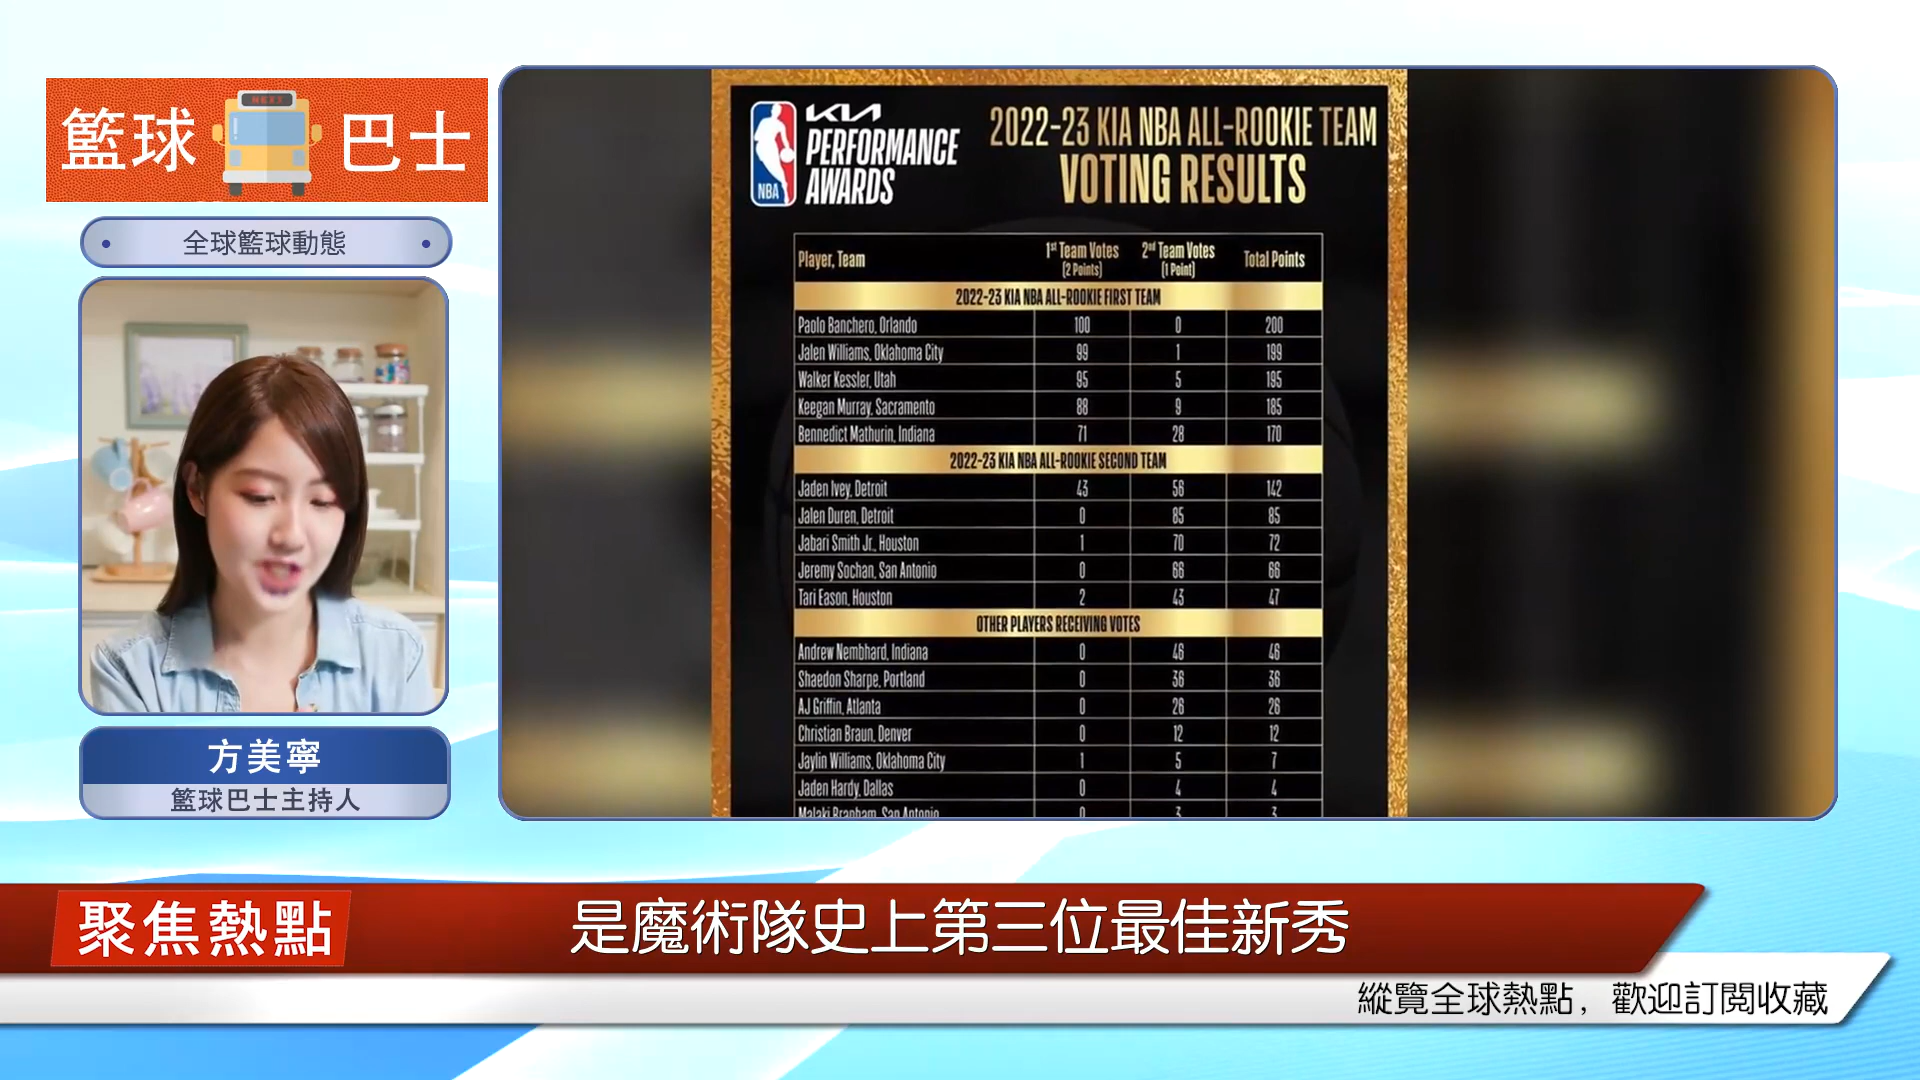 籃球巴士
全球籃球動態
方美寧
籃球巴士主持人
NBA
KIA
PERFORMANCE
AWARDS
2022-23 KIA NBA ALL-ROOKIE TEAM
VOTING RESULTS
Player, Team 1st Team Votes (2 Points) 2nd Team Votes (1 Point) Total Points
2022-23 KIA NBA ALL-ROOKIE FIRST TEAM
Paolo Banchero, Orlando 100 0 200
Jalen Williams, Oklahoma City 99 1 199
Walker Kessler, Utah 95 5 195
Keegan Murray, Sacramento 88 9 185
Bennedict Mathurin, Indiana 71 28 170
2022-23 KIA NBA ALL-ROOKIE SECOND TEAM
Jaden Ivey, Detroit 43 56 142
Jalen Duren, Detroit 0 85 85
Jabari Smith Jr., Houston 1 70 72
Jeremy Sochan, San Antonio 0 66 66
Tari Eason, Houston 2 43 47
OTHER PLAYERS RECEIVING VOTES
Andrew Nembhard, Indiana 0 46 46
Shaedon Sharpe, Portland 0 36 36
AJ Griffin, Atlanta 0 26 26
Christian Braun, Denver 0 12 12
Jaylin Williams, Oklahoma City 1 5 7
Jaden Hardy, Dallas 0 4 4
Malaki Branham, San Antonio 0 3 3
聚焦熱點
是魔術隊史上第三位最佳新秀
縱覽全球熱點，歡迎訂閱收藏